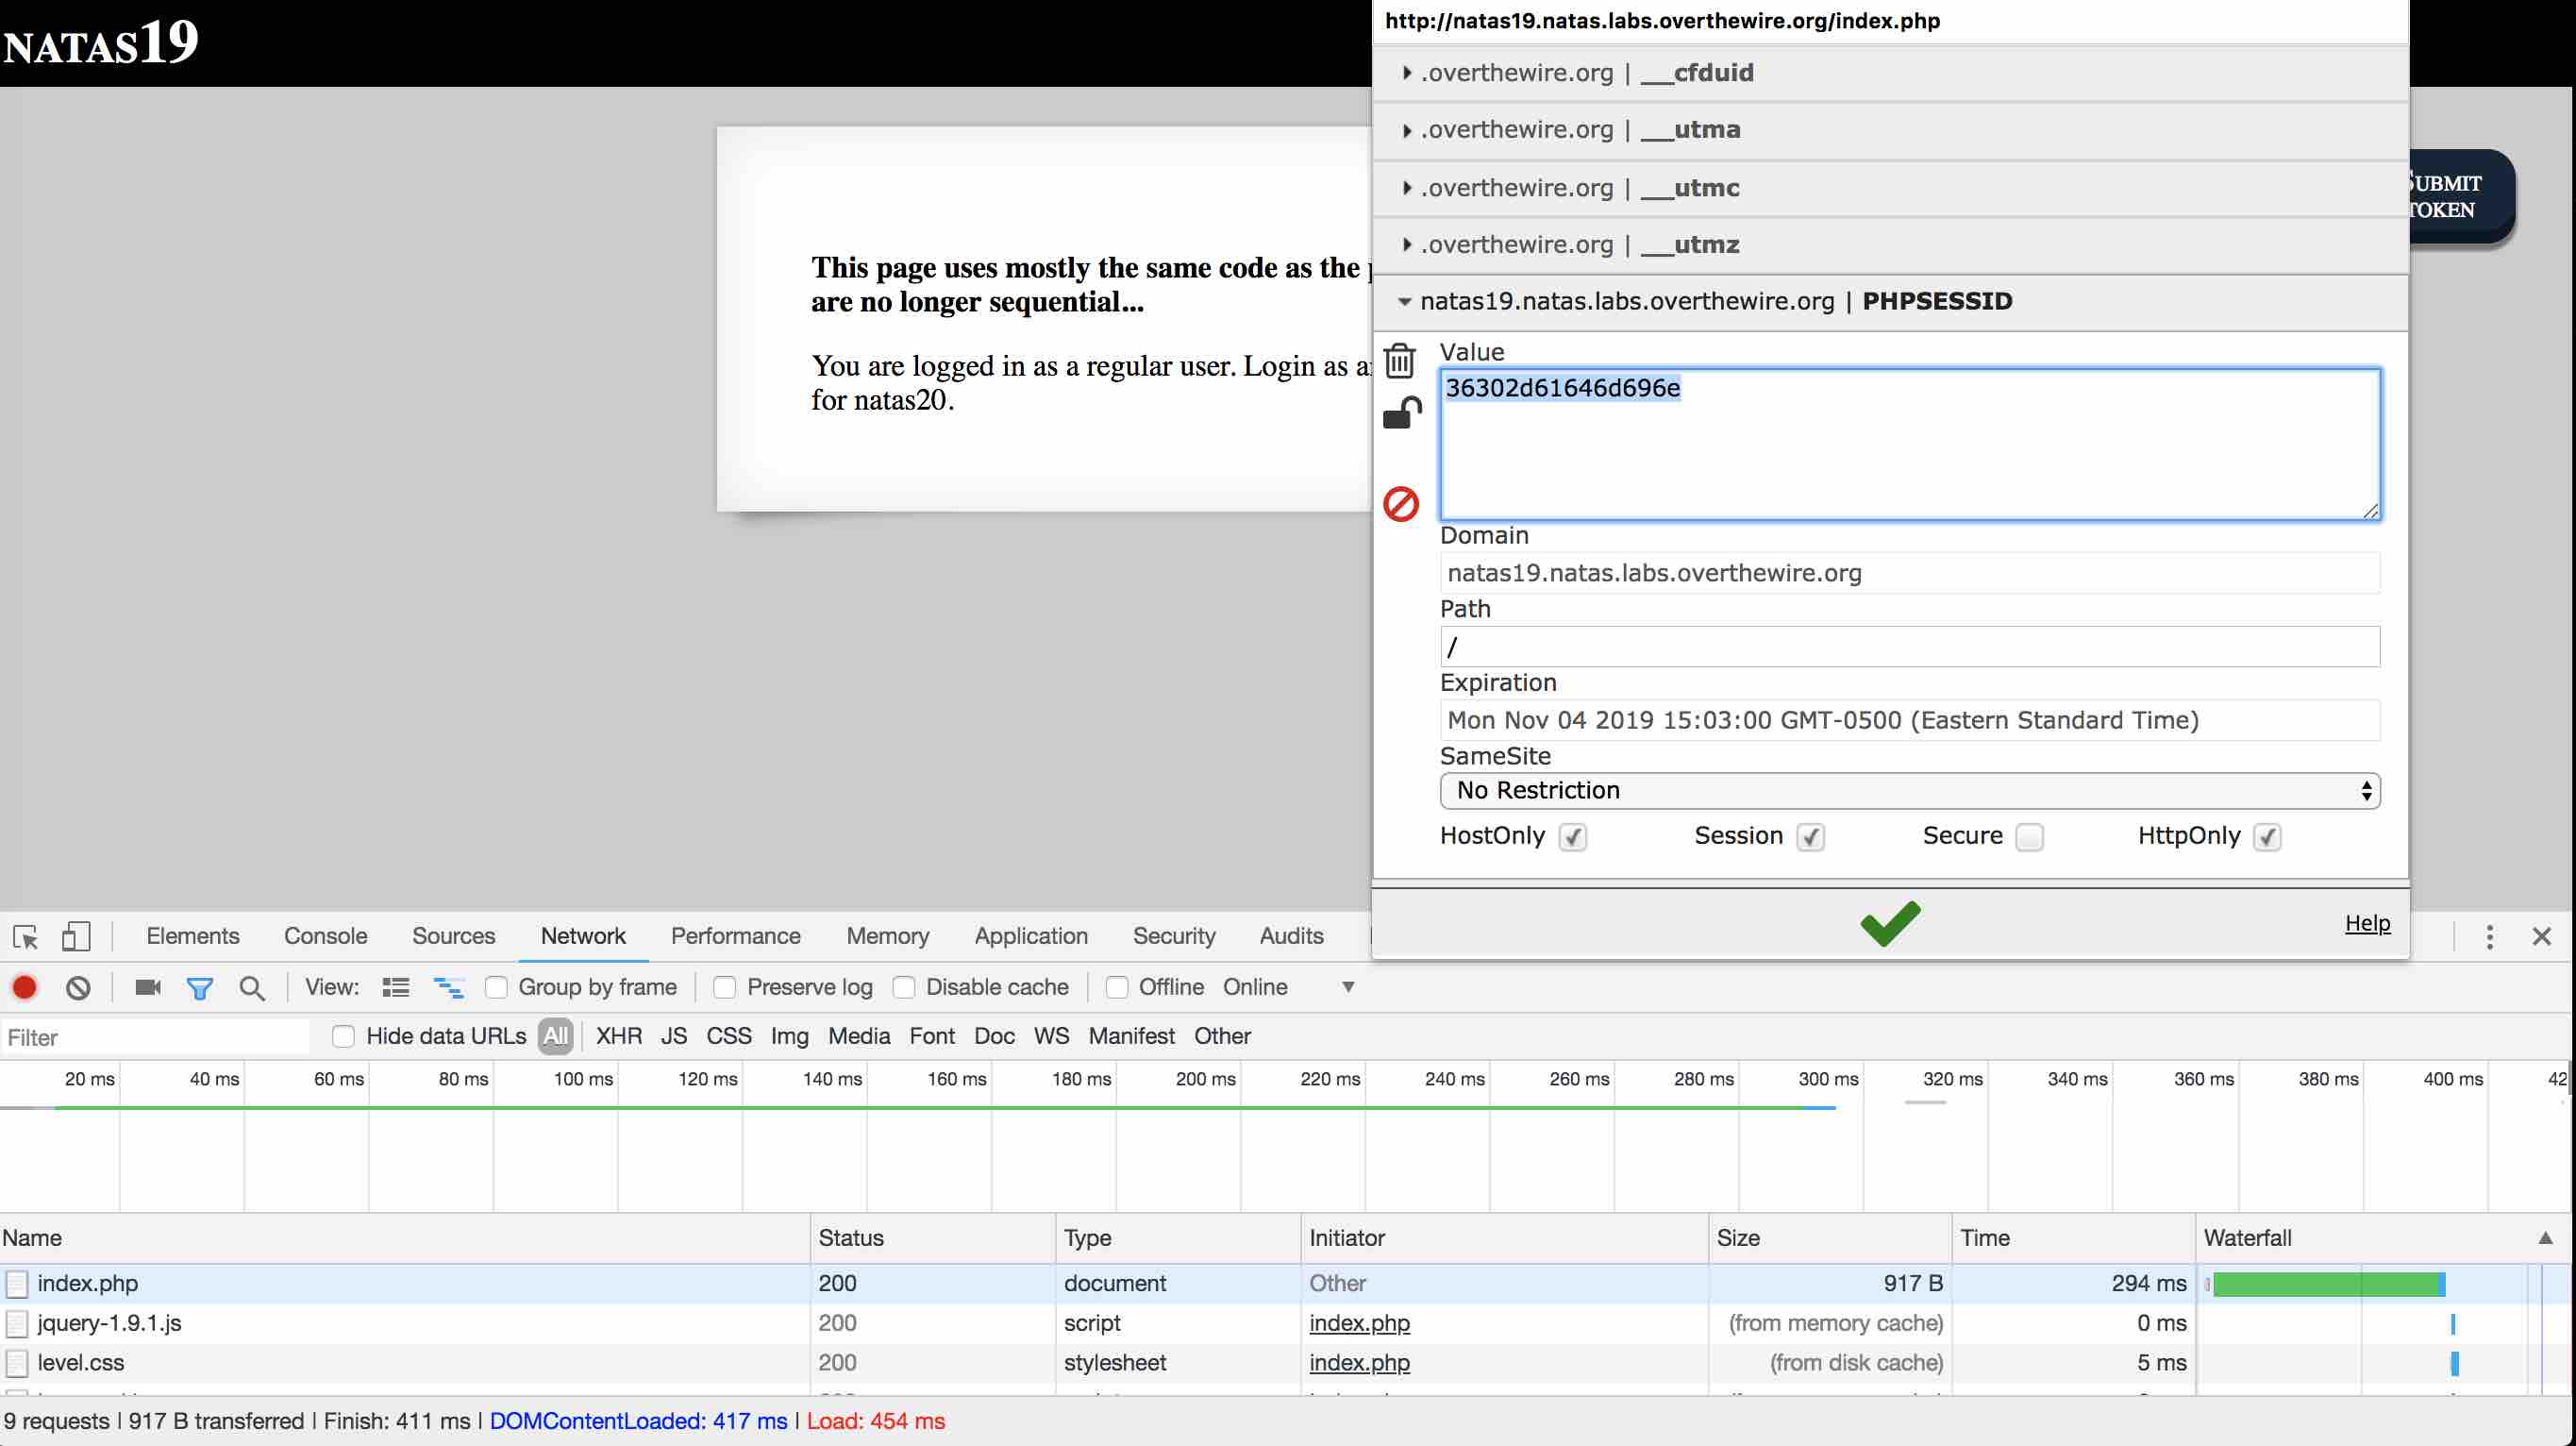 NATAS19
This page uses mostly the same code as the
are no longer sequential...
You are logged in as a regular user. Login as
for natas20.
SUBMIT
TOKEN
http://natas19.natas.labs.overthewire.org/index.php
.overthewire.org | __cfduid
.overthewire.org | __utma
.overthewire.org | __utmc
.overthewire.org | __utmz
natas19.natas.labs.overthewire.org | PHPSESSID
Value
36302d61646d696e
Domain
natas19.natas.labs.overthewire.org
Path
/
Expiration
Mon Nov 04 2019 15:03:00 GMT-0500 (Eastern Standard Time)
SameSite
No Restriction
HostOnly Session Secure HttpOnly
Help
Elements Console Sources Network Performance Memory Application Security Audits
View: Group by frame Preserve log Disable cache Offline Online
Filter Hide data URLs All XHR JS CSS Img Media Font Doc WS Manifest Other
20 ms 40 ms 60 ms 80 ms 100 ms 120 ms 140 ms 160 ms 180 ms 200 ms 220 ms 240 ms 260 ms 280 ms 300 ms 320 ms 340 ms 360 ms 380 ms 400 ms 42
Name Status Type Initiator Size Time Waterfall
index.php 200 document Other 917 B 294 ms
jquery-1.9.1.js 200 script index.php (from memory cache) 0 ms
level.css 200 stylesheet index.php (from disk cache) 5 ms
9 requests | 917 B transferred | Finish: 411 ms | DOMContentLoaded: 417 ms | Load: 454 ms